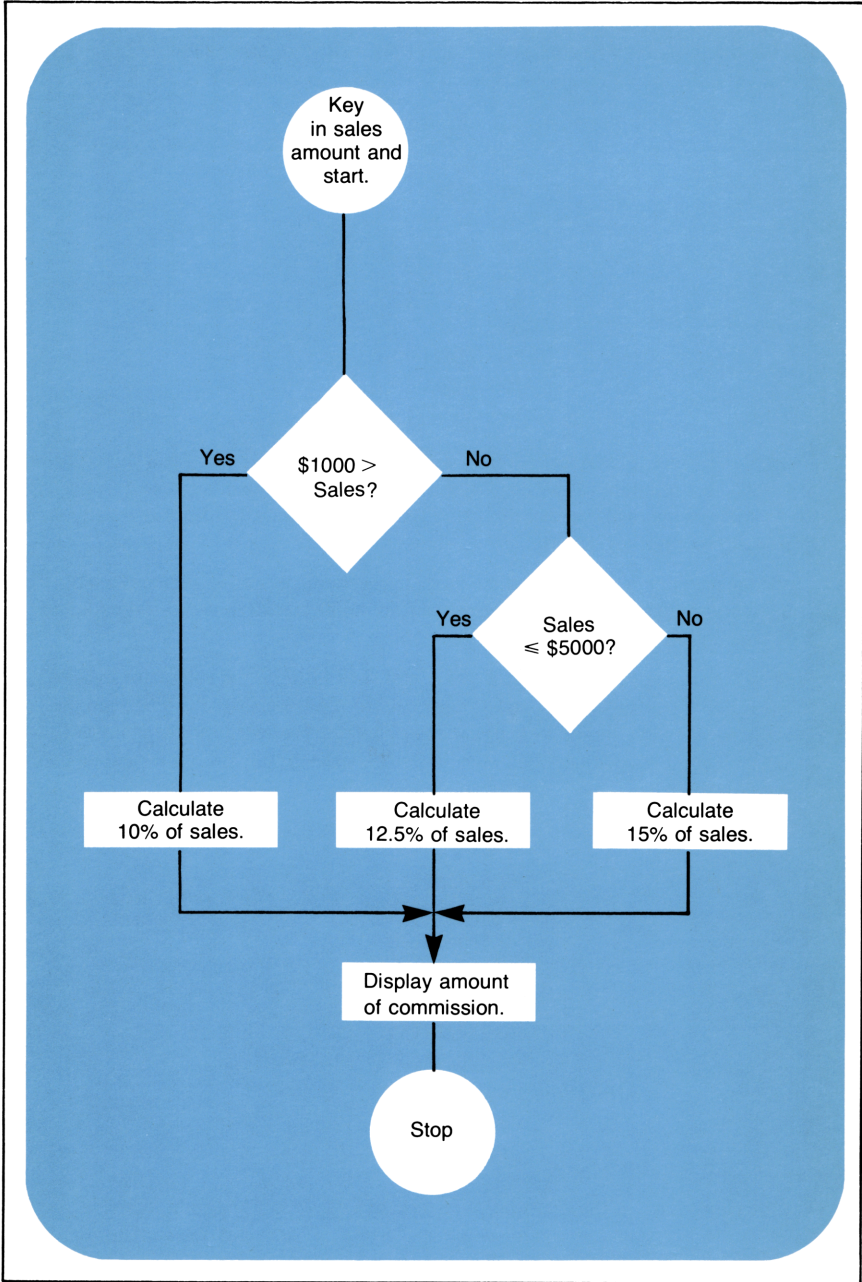 Key
in sales
amount and
start.
$1000 >
Sales?
Yes
No
Sales
≤ $5000?
Yes
No
Calculate
10% of sales.
Calculate
12.5% of sales.
Calculate
15% of sales.
Display amount
of commission.
Stop